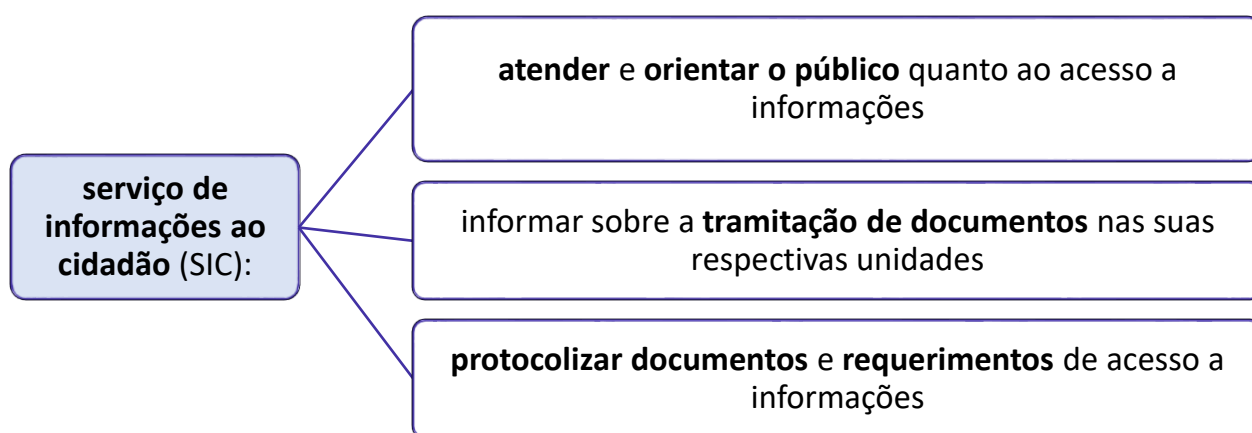 serviço de
informações ao
cidadão (SIC):
atender e orientar o público quanto ao acesso a
informações
informar sobre a tramitação de documentos nas suas
respectivas unidades
protocolizar documentos e requerimentos de acesso a
informações